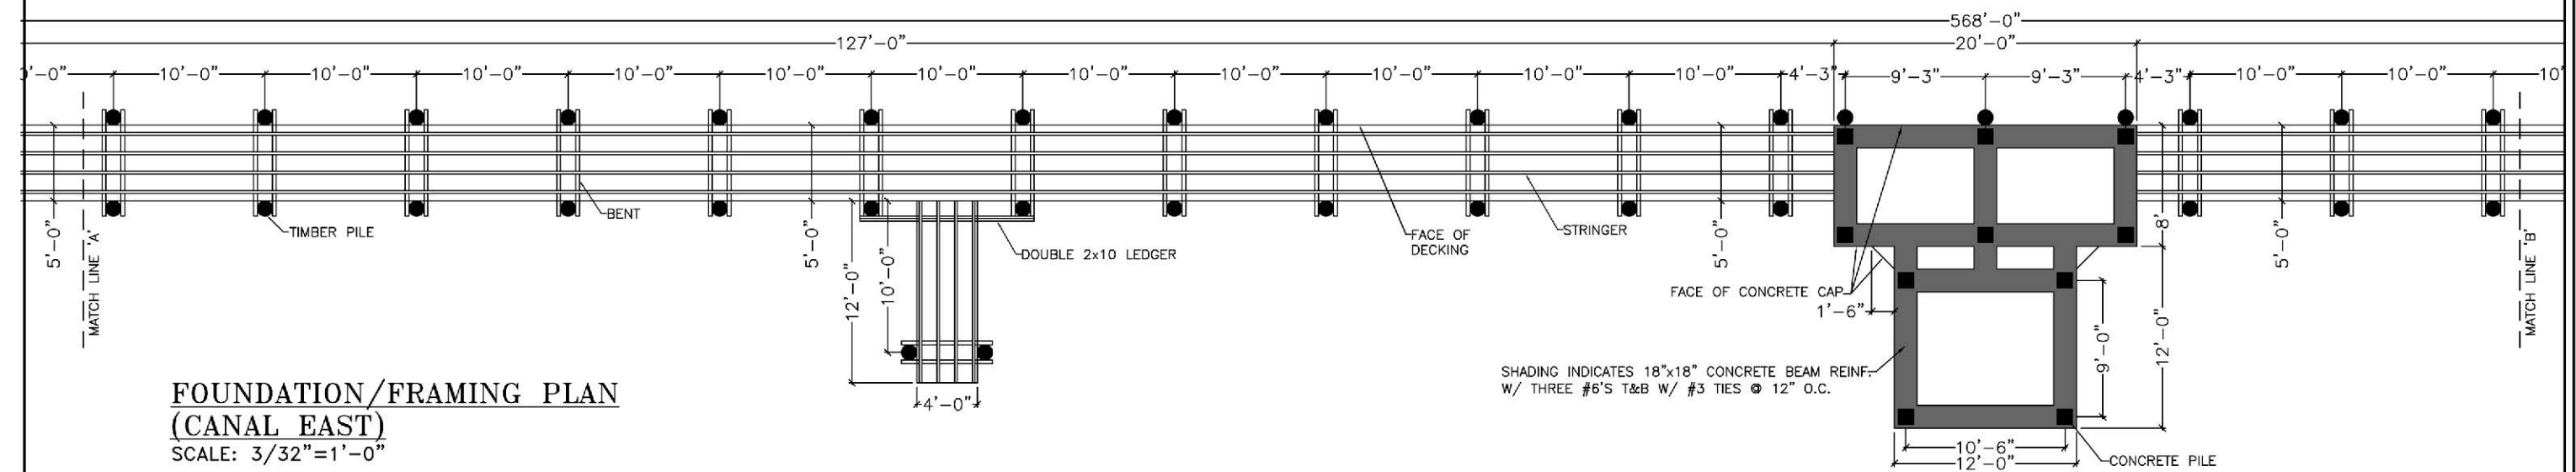 568'-0"
127'-0"
20'-0"
'-0"
10'-0"
10'-0"
10'-0"
10'-0"
10'-0"
10'-0"
10'-0"
10'-0"
10'-0"
10'-0"
10'-0"
4'-3"
9'-3"
9'-3"
4'-3"
10'-0"
10'-0"
10'
5'-0"
MATCH LINE 'A'
TIMBER PILE
BENT
5'-0"
12'-0"
10'-0"
DOUBLE 2x10 LEDGER
4'-0"
FACE OF
DECKING
STRINGER
5'-0"
FACE OF CONCRETE CAP
1'-6"
SHADING INDICATES 18"x18" CONCRETE BEAM REINF.
W/ THREE #6'S T&B W/ #3 TIES @ 12" O.C.
8'
9'-0"
12'-0"
5'-0"
MATCH LINE 'B'
10'-6"
12'-0"
CONCRETE PILE
FOUNDATION/FRAMING PLAN
(CANAL EAST)
SCALE: 3/32"=1'-0"